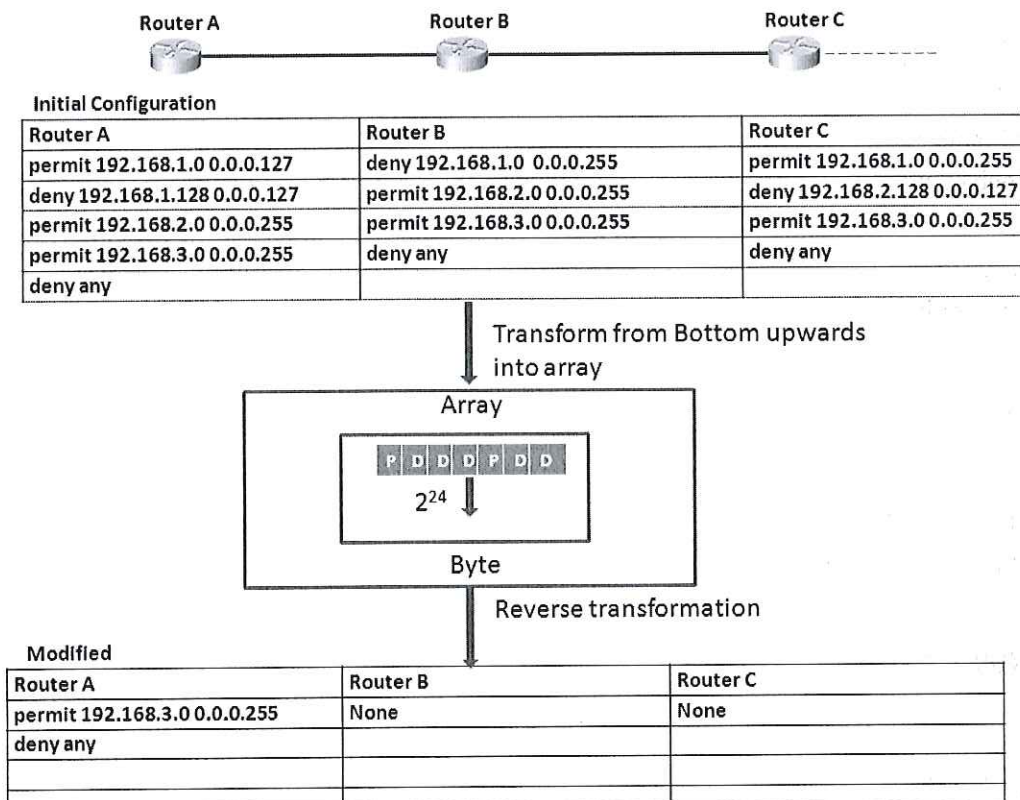 Router A Router B Router C
Initial Configuration
Router A Router B Router C
permit 192.168.1.0 0.0.0.127 deny 192.168.1.0 0.0.0.255 permit 192.168.1.0 0.0.0.255
deny 192.168.1.128 0.0.0.127 permit 192.168.2.0 0.0.0.255 deny 192.168.2.128 0.0.0.127
permit 192.168.2.0 0.0.0.255 permit 192.168.3.0 0.0.0.255 permit 192.168.3.0 0.0.0.255
permit 192.168.3.0 0.0.0.255 deny any deny any
deny any
Transform from Bottom upwards
into array
Array
P D D D P D D
2²⁴
Byte
Reverse transformation
Modified
Router A Router B Router C
permit 192.168.3.0 0.0.0.255 None None
deny any